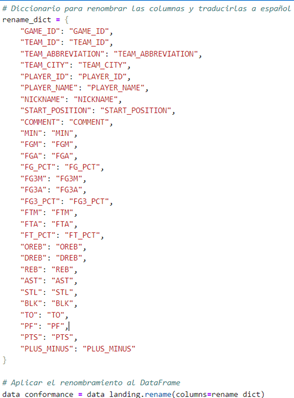 # Diccionario para renombrar las columnas y traducirlas a español
rename_dict = {
"GAME_ID": "GAME_ID",
"TEAM_ID": "TEAM_ID",
"TEAM_ABBREVIATION": "TEAM_ABBREVIATION",
"TEAM_CITY": "TEAM_CITY",
"PLAYER_ID": "PLAYER_ID",
"PLAYER_NAME": "PLAYER_NAME",
"NICKNAME": "NICKNAME",
"START_POSITION": "START_POSITION",
"COMMENT": "COMMENT",
"MIN": "MIN",
"FGM": "FGM",
"FGA": "FGA",
"FG_PCT": "FG_PCT",
"FG3M": "FG3M",
"FG3A": "FG3A",
"FG3_PCT": "FG3_PCT",
"FTM": "FTM",
"FTA": "FTA",
"FT_PCT": "FT_PCT",
"OREB": "OREB",
"DREB": "DREB",
"REB": "REB",
"AST": "AST",
"STL": "STL",
"BLK": "BLK",
"TO": "TO",
"PF": "PF",
"PTS": "PTS",
"PLUS_MINUS": "PLUS_MINUS"
}
# Aplicar el renombramiento al DataFrame
data_conformance = data_landing.rename(columns=rename_dict)